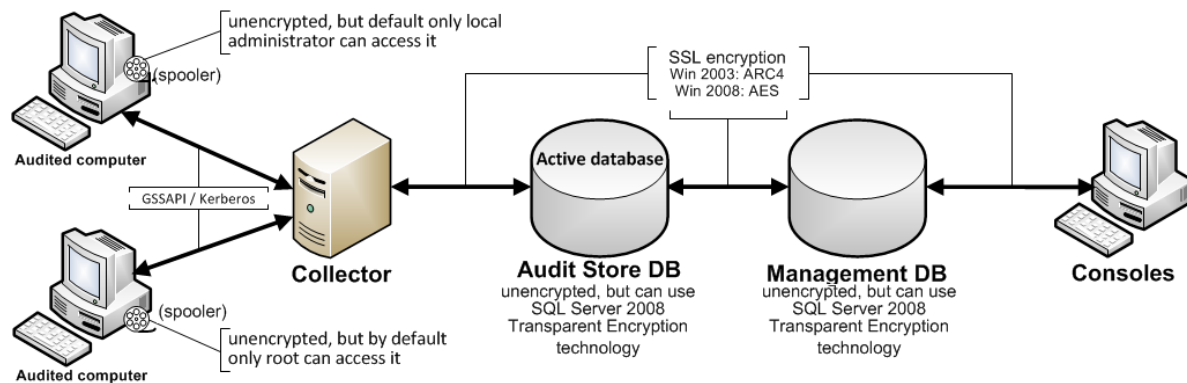 unencrypted, but default only local
administrator can access it
(spooler)
Audited computer
GSSAPI / Kerberos
(spooler)
unencrypted, but by default
only root can access it
Audited computer
Collector
SSL encryption
Win 2003: ARC4
Win 2008: AES
Active database
Audit Store DB
unencrypted, but can use
SQL Server 2008
Transparent Encryption
technology
Management DB
unencrypted, but can use
SQL Server 2008
Transparent Encryption
technology
Consoles